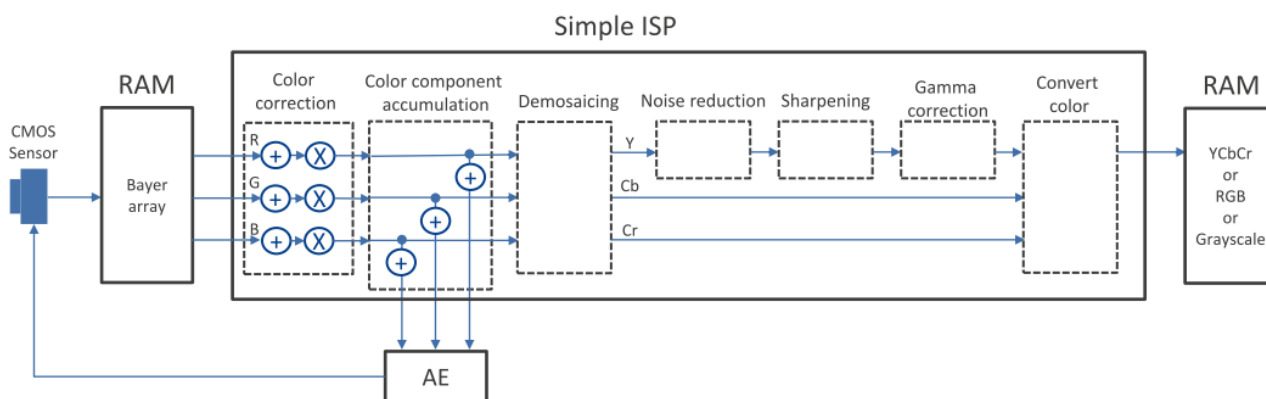 Simple ISP
RAM
Color
correction
Color component
accumulation
Demosaicing
Noise reduction
Sharpening
Gamma
correction
Convert
color
RAM
CMOS
Sensor
Bayer
array
R
+
X
G
+
X
B
+
X
+
+
+
Y
Cb
Cr
YCbCr
or
RGB
or
Grayscale
AE